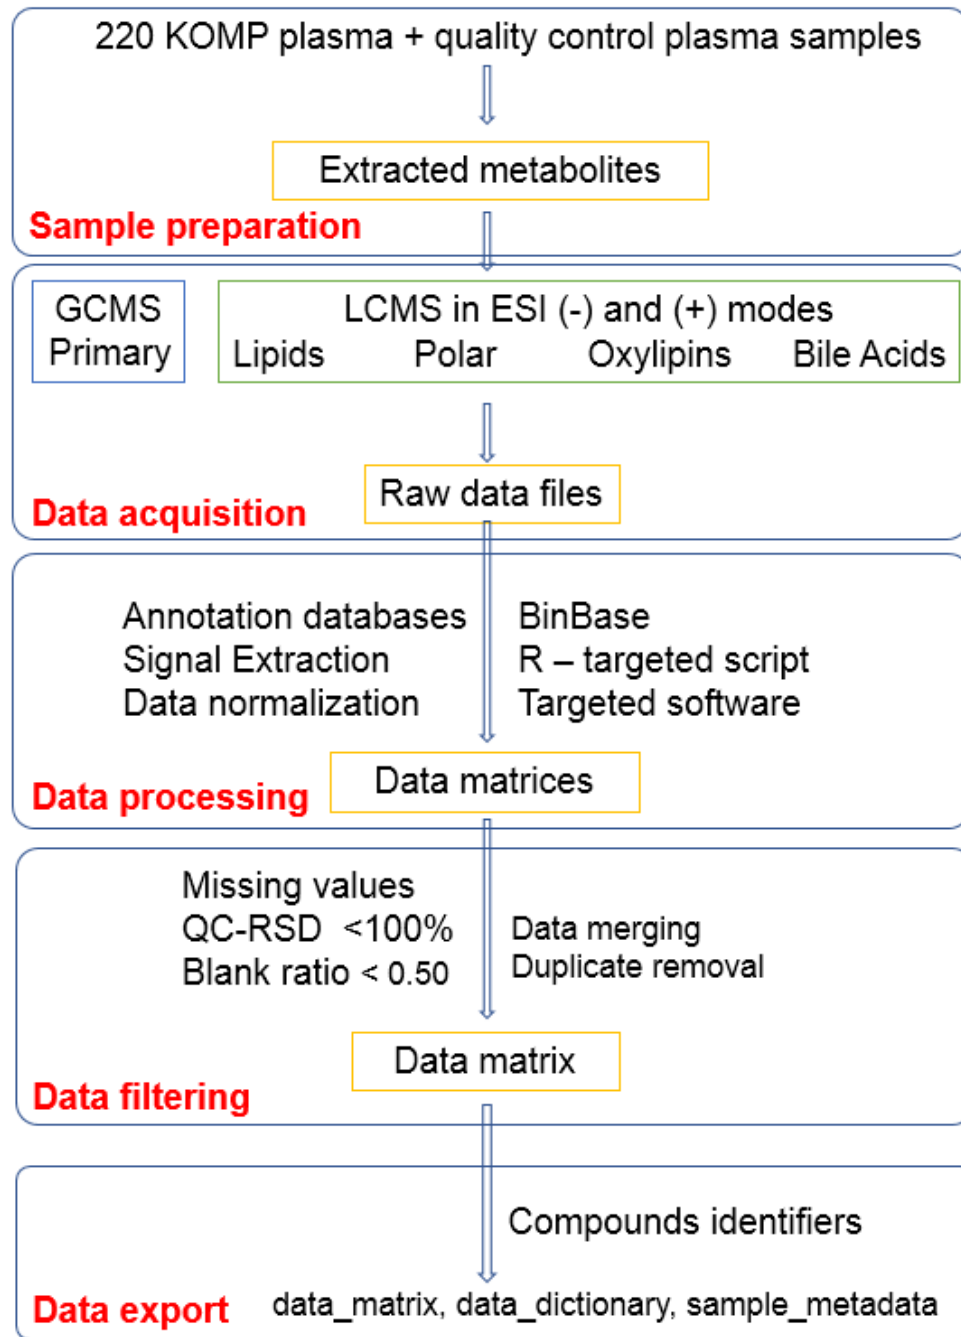 220 KOMP plasma + quality control plasma samples
Extracted metabolites
Sample preparation
GCMS
Primary
LCMS in ESI (-) and (+) modes
Lipids Polar Oxylipins Bile Acids
Raw data files
Data acquisition
Annotation databases
Signal Extraction
Data normalization
BinBase
R – targeted script
Targeted software
Data matrices
Data processing
Missing values
QC-RSD <100%
Blank ratio < 0.50
Data merging
Duplicate removal
Data matrix
Data filtering
Compounds identifiers
Data export
data_matrix, data_dictionary, sample_metadata